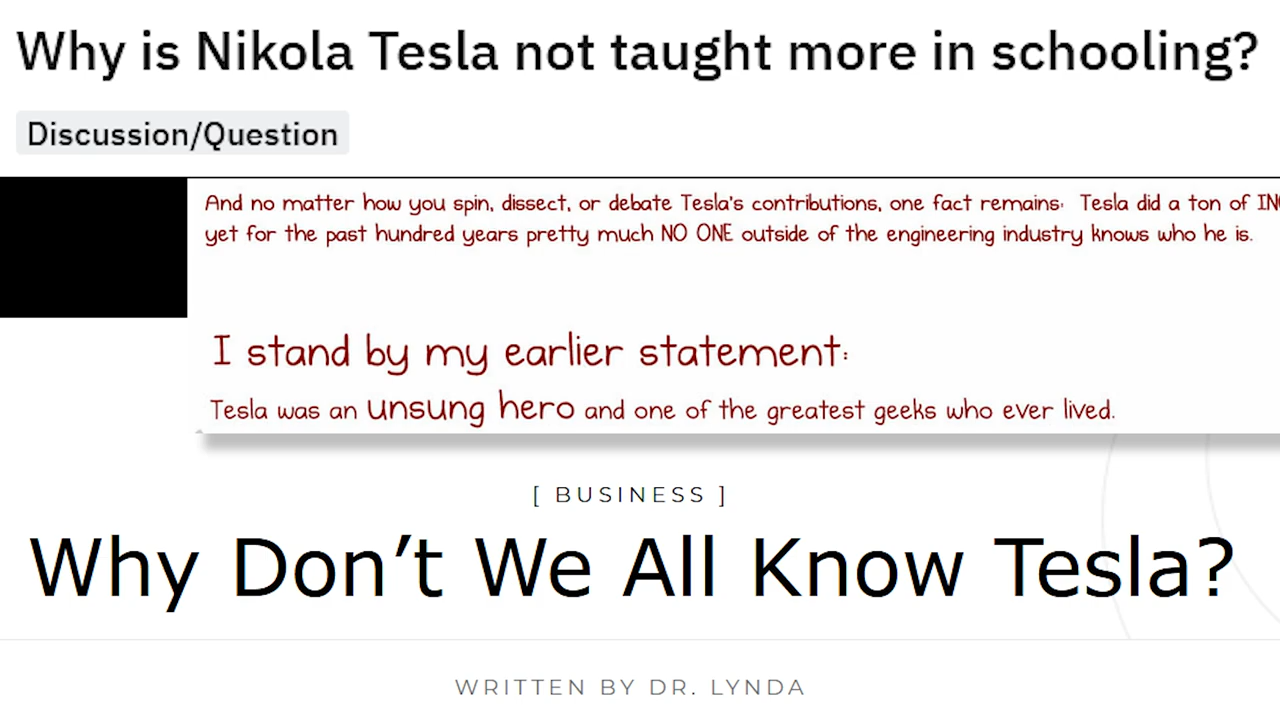 Why is Nikola Tesla not taught more in schooling?
Discussion/Question
And no matter how you spin, dissect, or debate Tesla's contributions, one fact remains: Tesla did a ton of
yet for the past hundred years pretty much NO ONE outside of the engineering industry knows who he is.
I stand by my earlier statement:
Tesla was an unsung hero and one of the greatest geeks who ever lived.
[ BUSINESS ]
Why Don’t We All Know Tesla?
WRITTEN BY DR. LYNDA